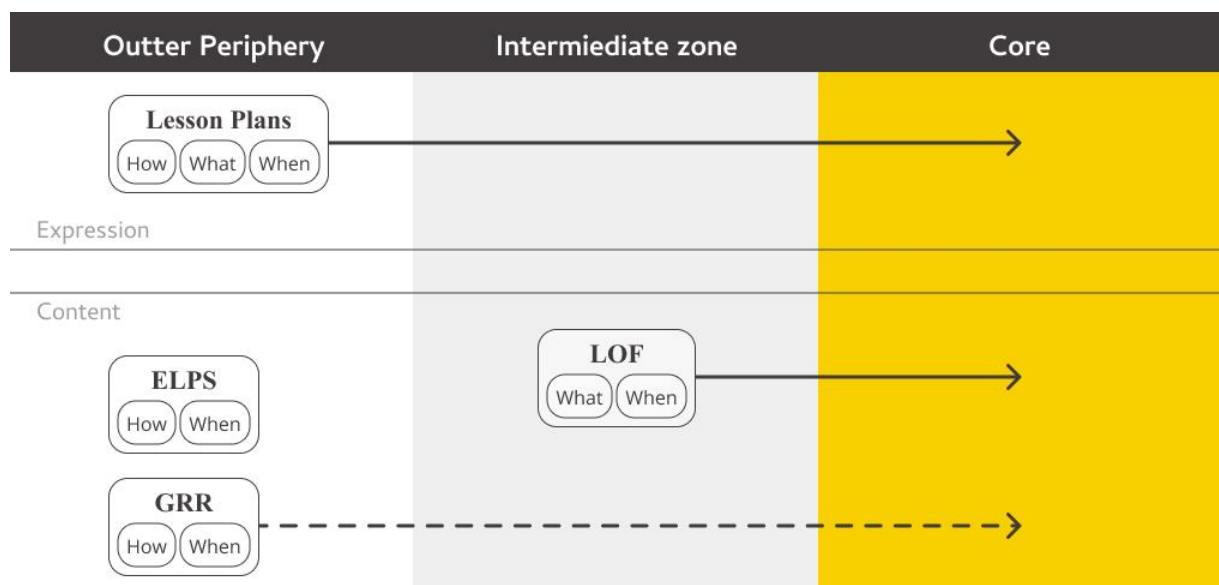 Outter Periphery Intermiediate zone Core
Lesson Plans
How What When
Expression
Content
LOF
What When
ELPS
How When
GRR
How When